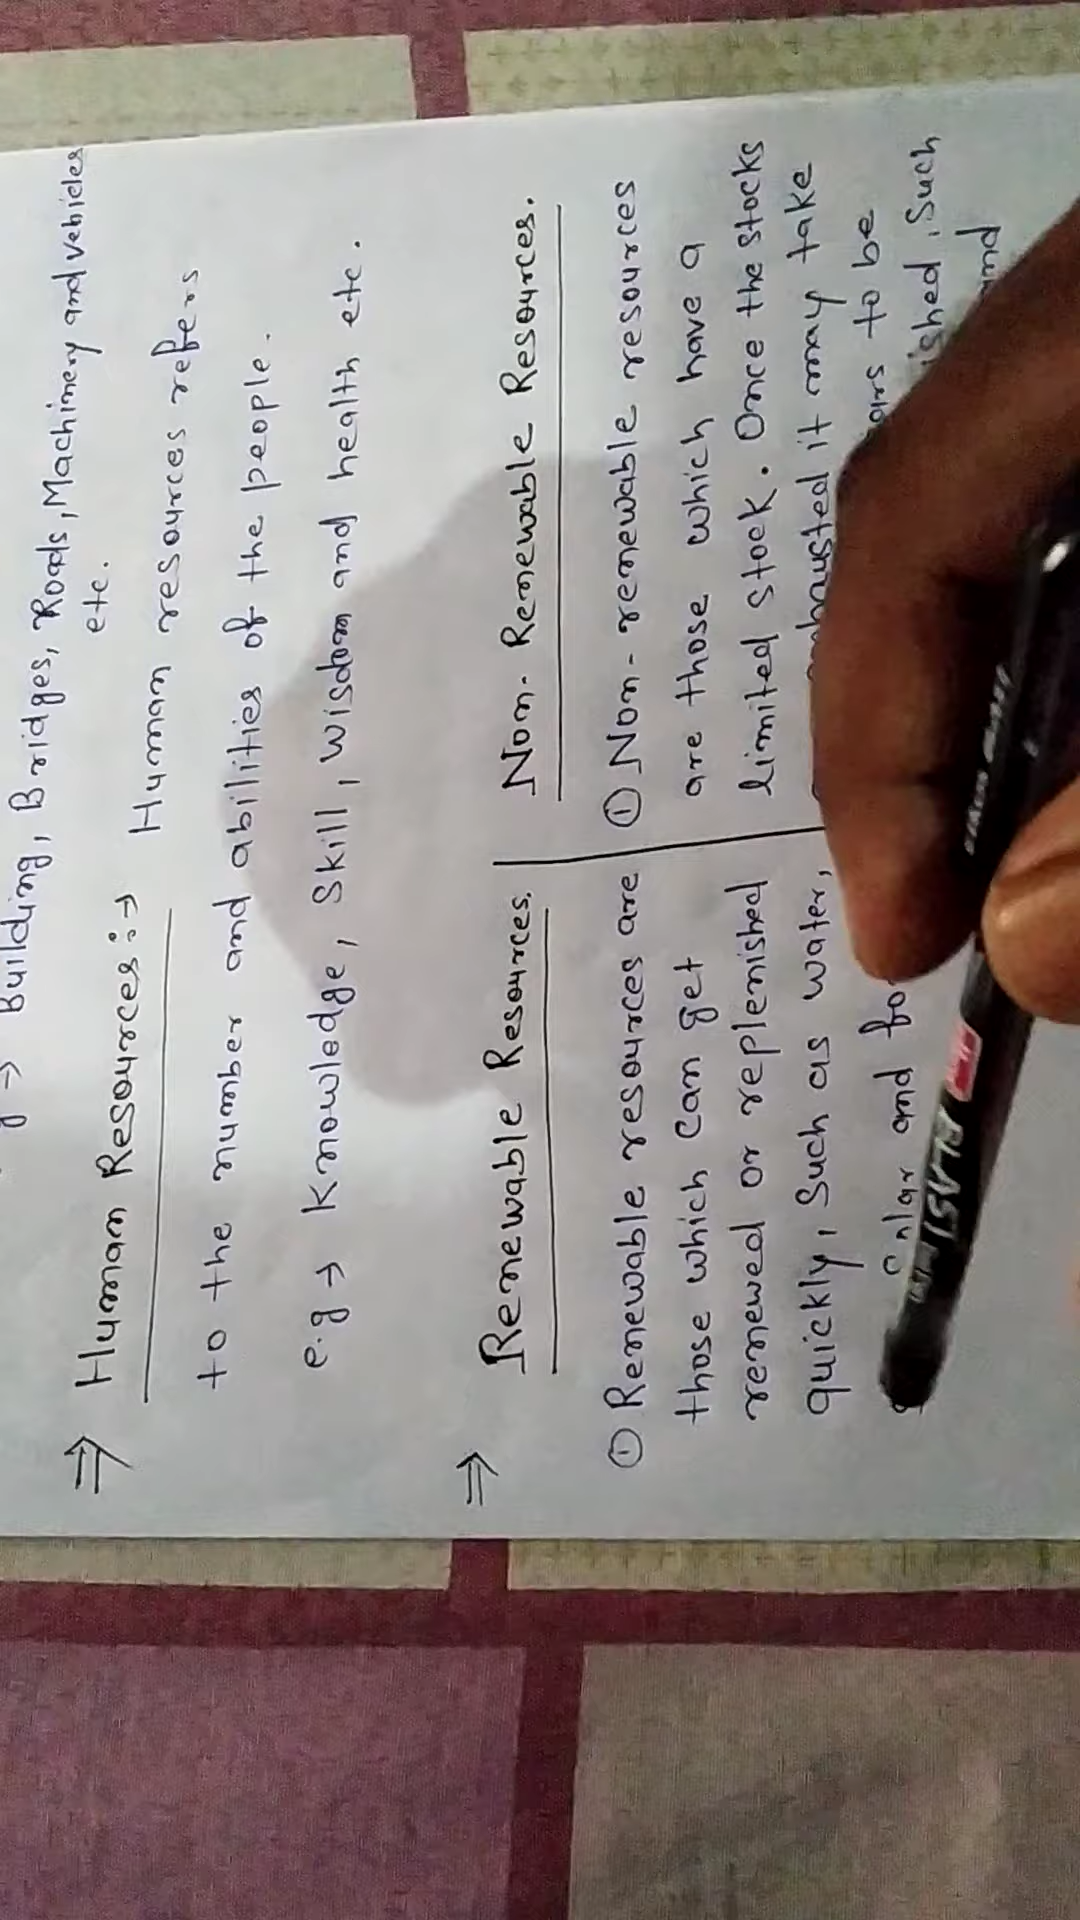 g → Building, Bridges, Roads, Machinery and vehicles
etc.
⇒ Human Resources :→ Human resources refers
to the number and abilities of the people.
e.g → Knowledge, Skill, wisdom and health etc.
⇒ Renewable Resources. Non-Renewable Resources.
① Renewable resources are
those which can get
renewed or replenished
quickly, Such as water,
and
① Non-renewable resources
are those which have a
limited stock. Once the stocks
it may take
to be
Such
and
FLAIR